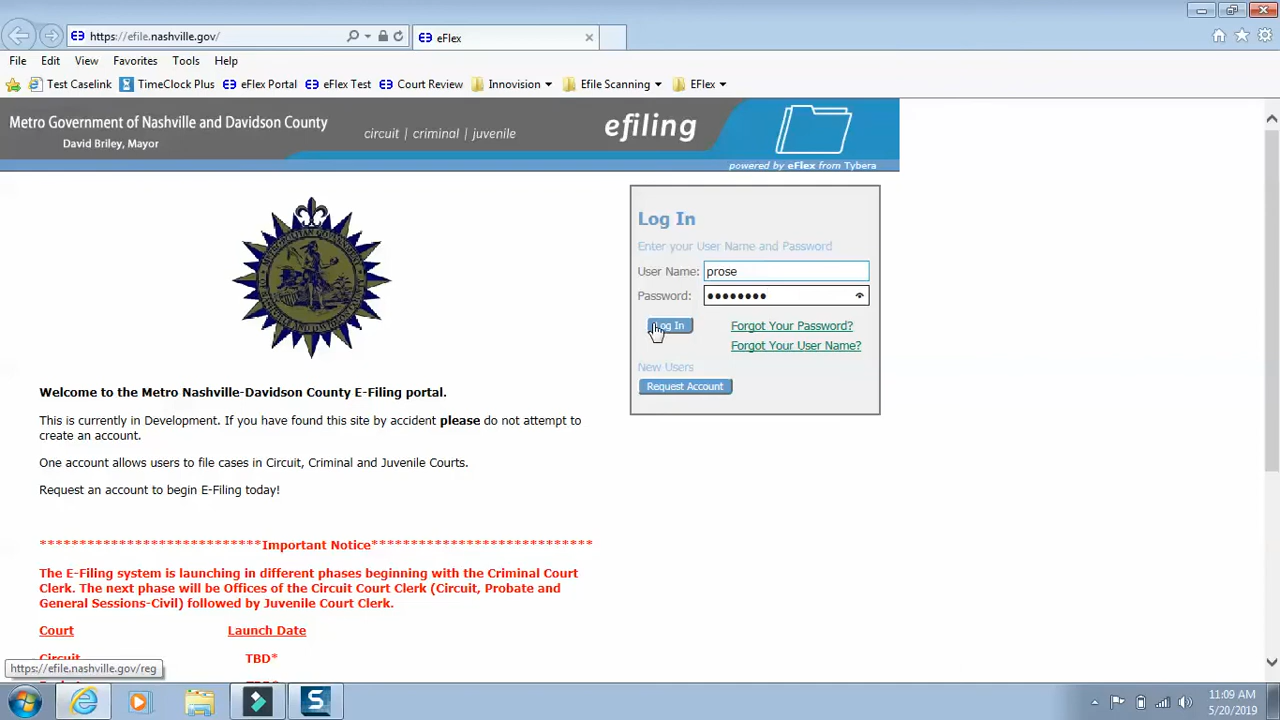 https://efile.nashville.gov/
eFlex
File Edit View Favorites Tools Help
Test Caselink TimeClock Plus eFlex Portal eFlex Test Court Review Innovision Efile Scanning EFlex
Metro Government of Nashville and Davidson County
David Briley, Mayor
circuit | criminal | juvenile
efiling
powered by eFlex from Tybera
Log In
Enter your User Name and Password
User Name: prose
Password: ●●●●●●●●
Log In Forgot Your Password?
Forgot Your User Name?
New Users
Request Account
Welcome to the Metro Nashville-Davidson County E-Filing portal.
This is currently in Development. If you have found this site by accident please do not attempt to
create an account.
One account allows users to file cases in Circuit, Criminal and Juvenile Courts.
Request an account to begin E-Filing today!
****************************Important Notice****************************
The E-Filing system is launching in different phases beginning with the Criminal Court
Clerk. The next phase will be Offices of the Circuit Court Clerk (Circuit, Probate and
General Sessions-Civil) followed by Juvenile Court Clerk.
Court Launch Date
Circuit TBD*
https://efile.nashville.gov/reg
11:09 AM
5/20/2019